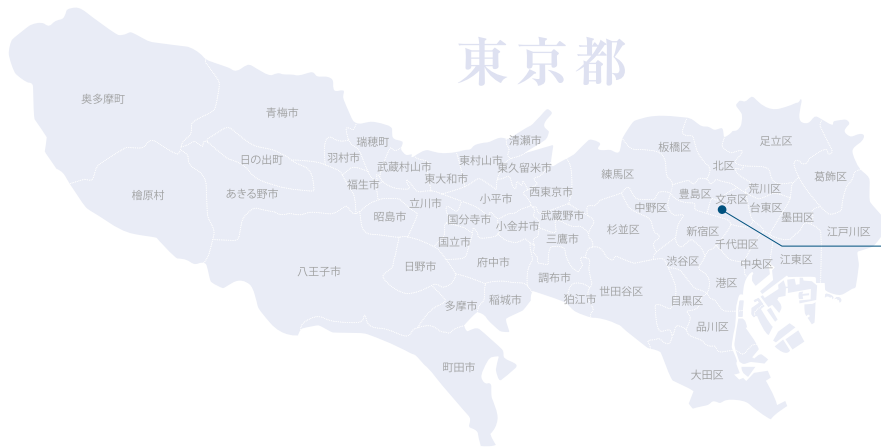 東京都
奥多摩町
青梅市
瑞穂町
清瀬市
羽村市
武蔵村山市
東村山市
東久留米市
日の出町
東大和市
福生市
檜原村
あきる野市
立川市
小平市
西東京市
昭島市
国分寺市
小金井市
武蔵野市
国立市
三鷹市
八王子市
日野市
府中市
調布市
多摩市
稲城市
狛江市
町田市
足立区
板橋区
北区
練馬区
葛飾区
豊島区
荒川区
文京区
中野区
台東区
墨田区
杉並区
新宿区
江戸川区
千代田区
渋谷区
中央区
江東区
港区
世田谷区
目黒区
品川区
大田区